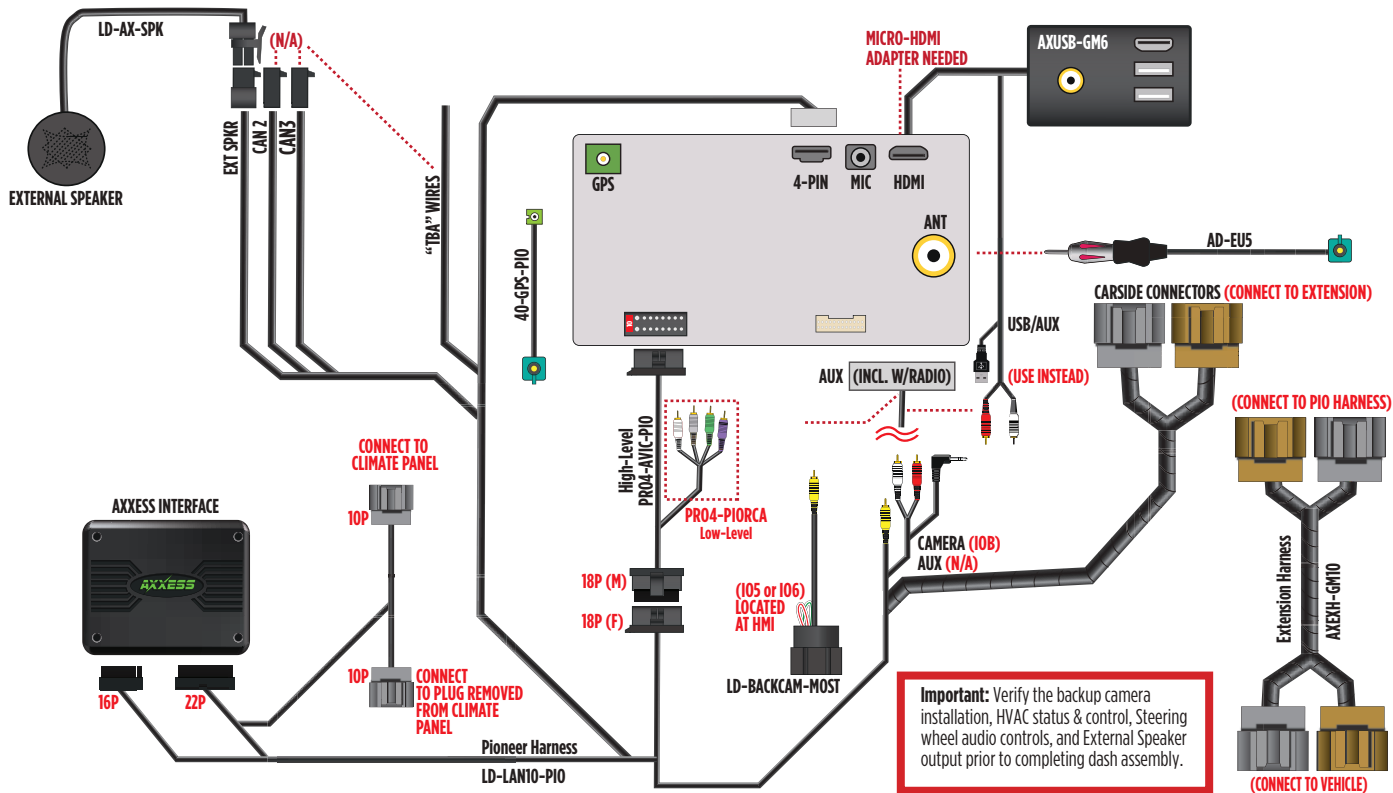 LD-AX-SPK
(N/A)
EXTERNAL SPEAKER
EXT SPKR
CAN 2
CAN3
"TBA" WIRES
MICRO-HDMI
ADAPTER NEEDED
AXUSB-GM6
GPS
4-PIN
MIC
HDMI
ANT
40-GPS-PIO
AD-EU5
CARSIDE CONNECTORS (CONNECT TO EXTENSION)
USB/AUX
AUX
(INCL. W/RADIO)
(USE INSTEAD)
(CONNECT TO PIO HARNESS)
High-Level
PRO4-AVIC-PIO
PRO4-PIORCA
Low-Level
CONNECT TO
CLIMATE PANEL
10P
AXXESS INTERFACE
AXXESS
18P (M)
18P (F)
CAMERA (IOB)
AUX (N/A)
(IO5 or IO6)
LOCATED
AT HMI
LD-BACKCAM-MOST
Extension Harness
AXEXH-GM10
10P
CONNECT
TO PLUG REMOVED
FROM CLIMATE
PANEL
16P
22P
Pioneer Harness
LD-LAN10-PIO
Important: Verify the backup camera
installation, HVAC status & control, Steering
wheel audio controls, and External Speaker
output prior to completing dash assembly.
(CONNECT TO VEHICLE)